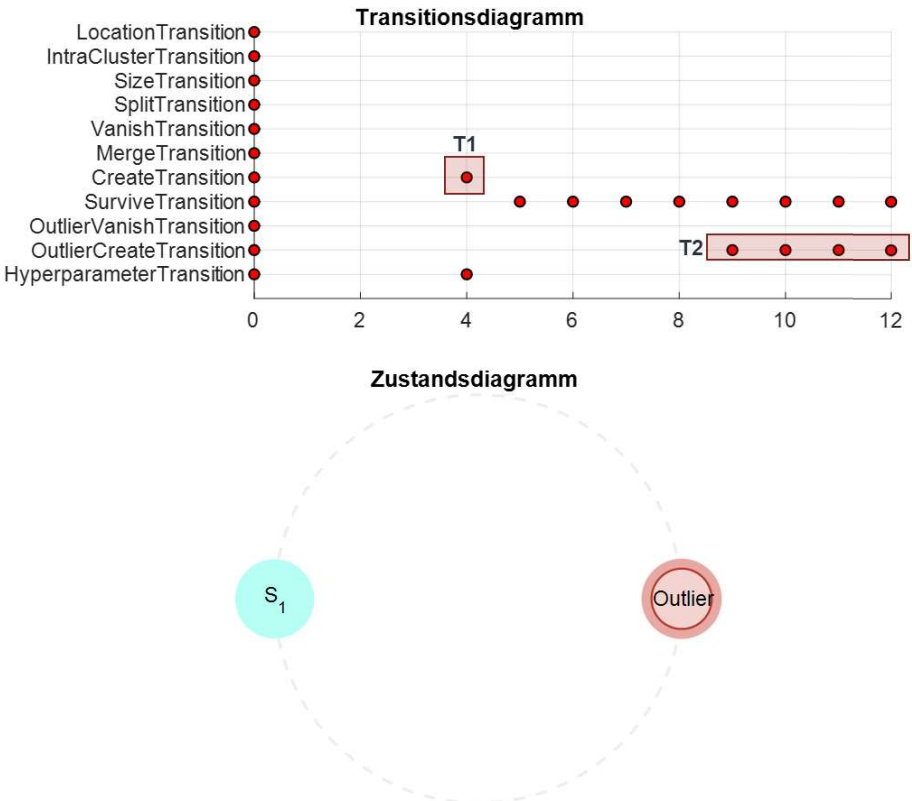 Transitionsdiagramm
LocationTransition
IntraClusterTransition
SizeTransition
SplitTransition
VanishTransition
T1
MergeTransition
CreateTransition
SurviveTransition
OutlierVanishTransition
OutlierCreateTransition T2
HyperparameterTransition
0 2 4 6 8 10 12
Zustandsdiagramm
S1 Outlier